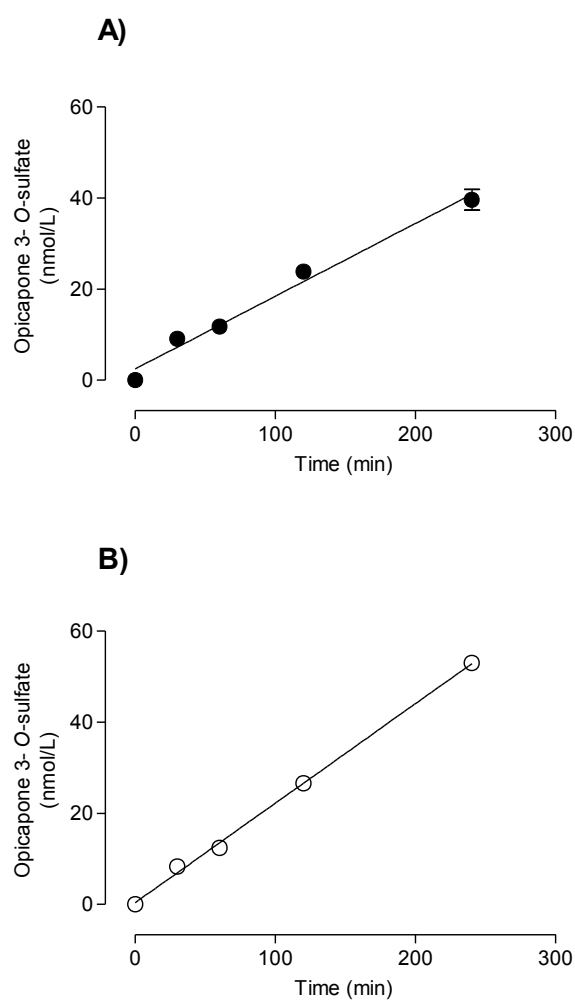 A)
Opicapone 3- O-sulfate
(nmol/L)
60
40
20
0
0 100 200 300
Time (min)
B)
Opicapone 3- O-sulfate
(nmol/L)
60
40
20
0
0 100 200 300
Time (min)